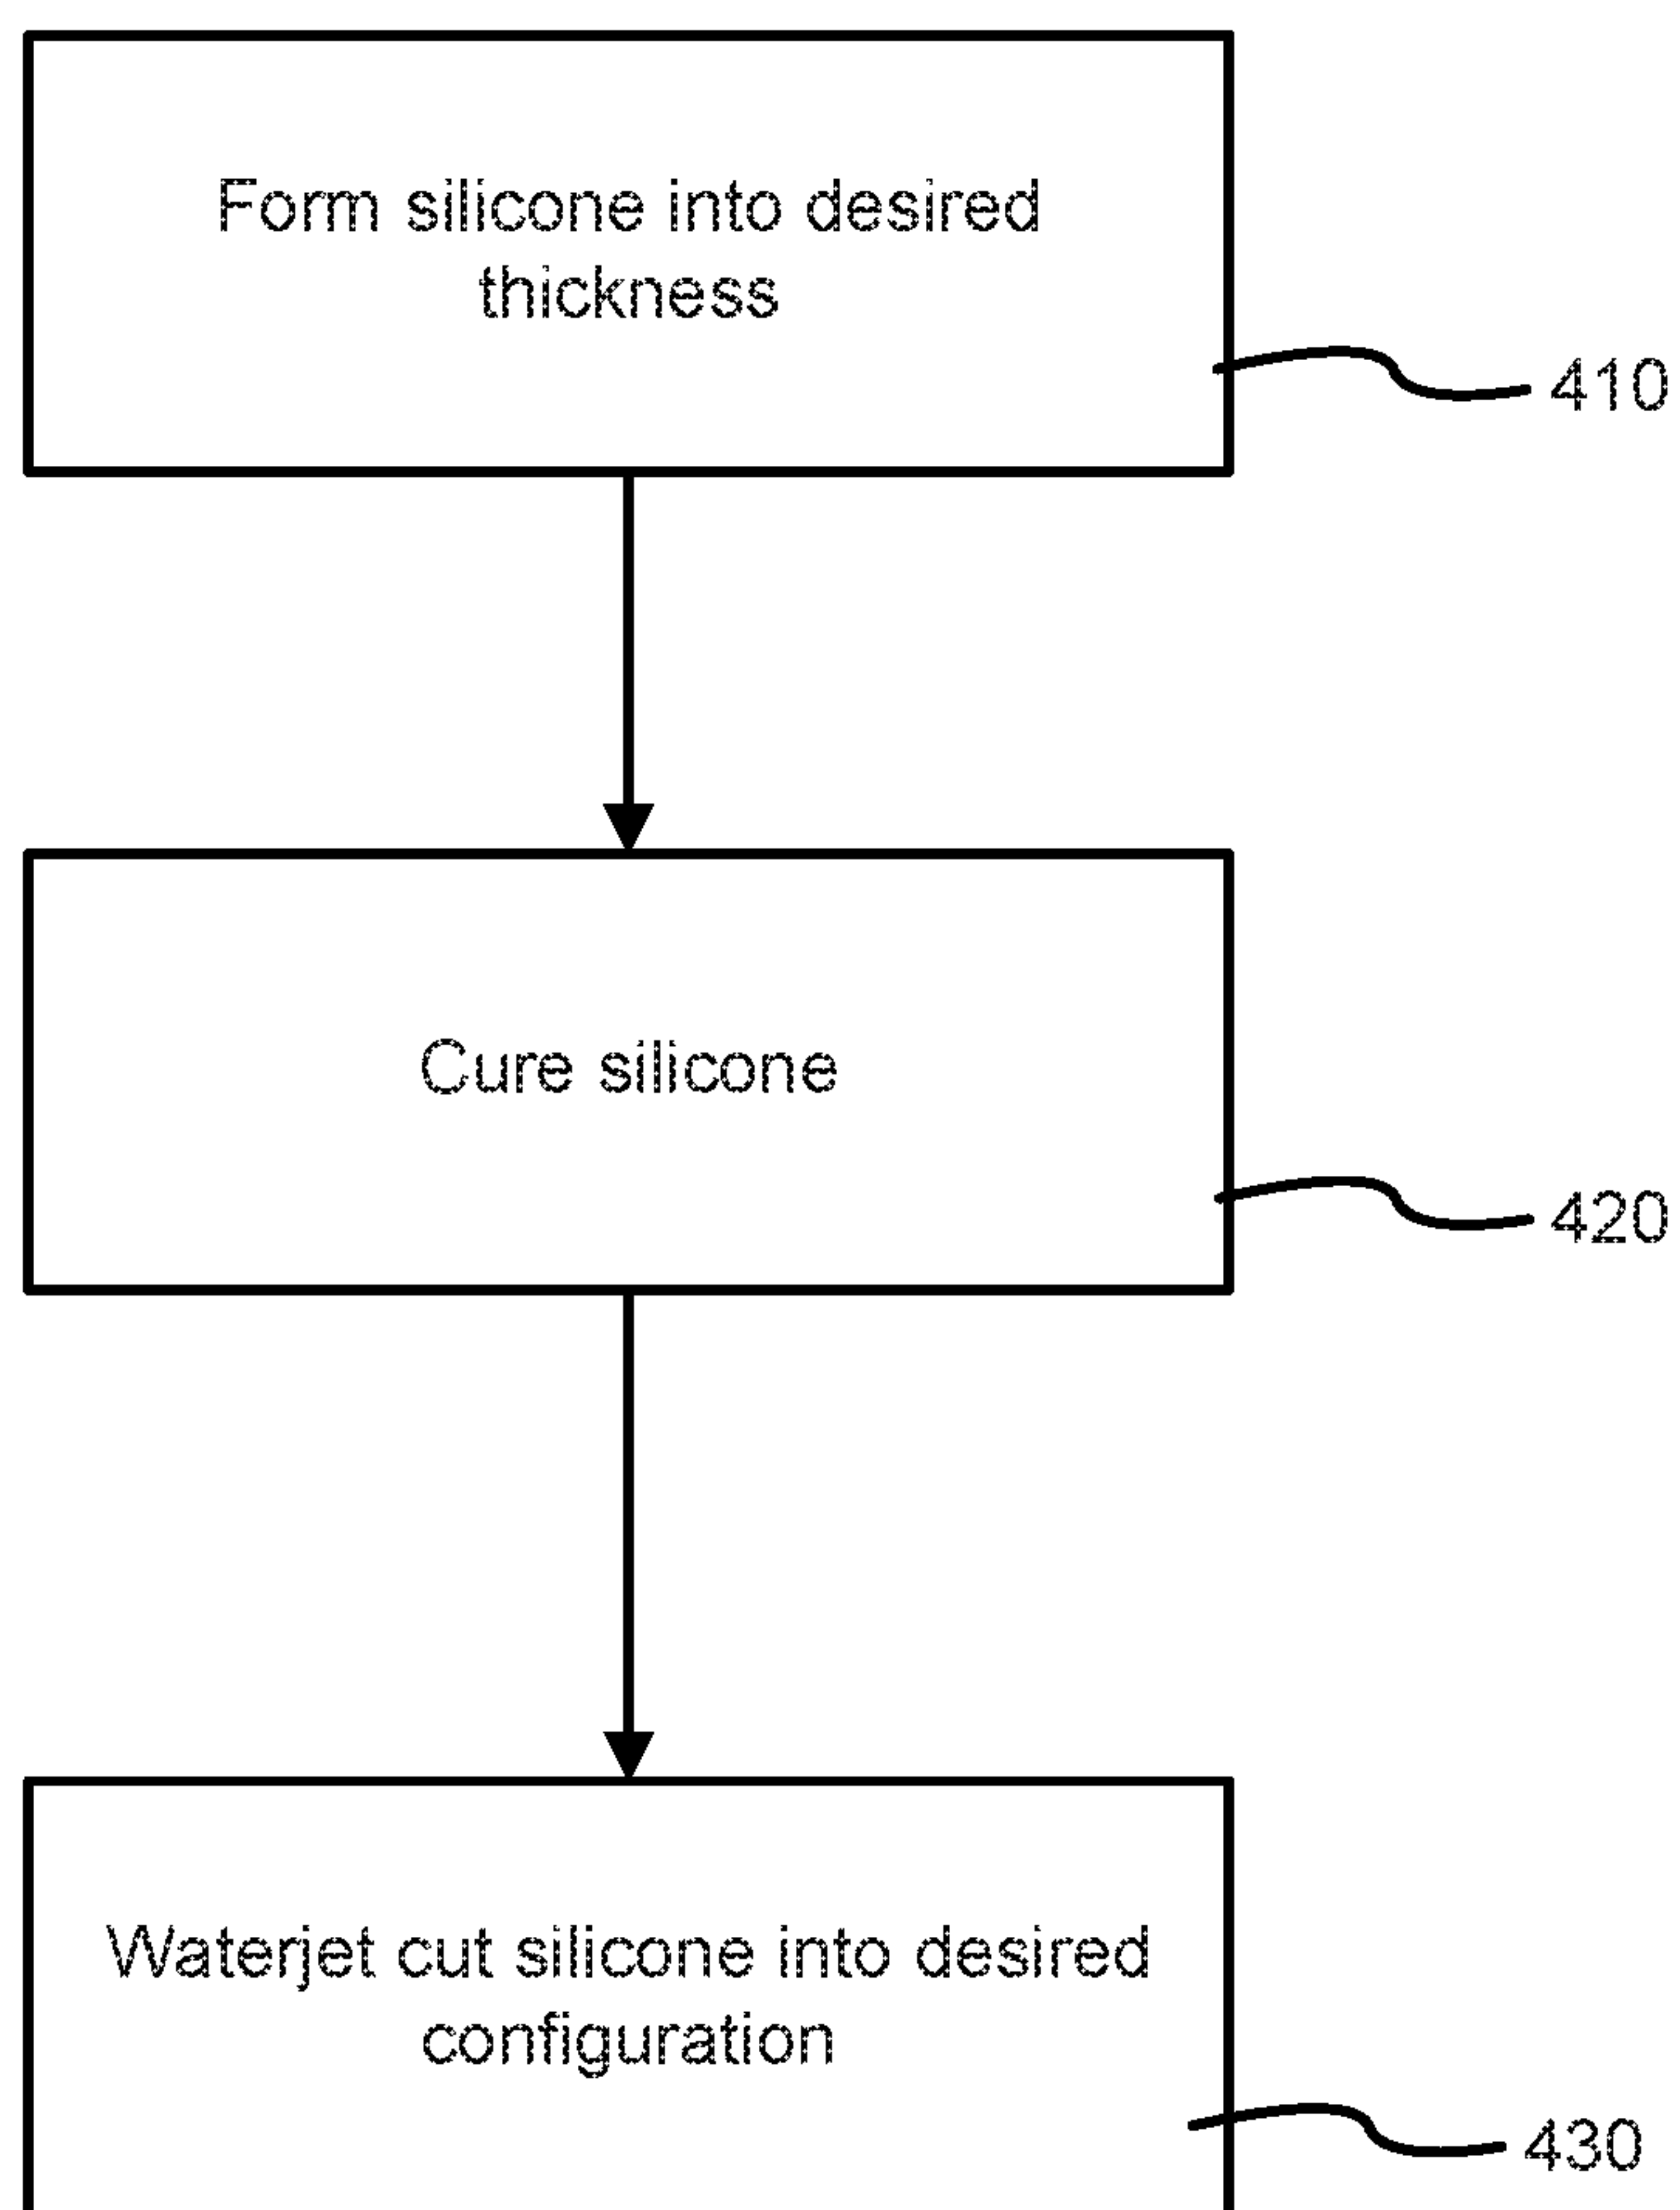 Form silicone into desired
thickness
410
Cure silicone
420
Waterjet cut silicone into desired
configuration
430